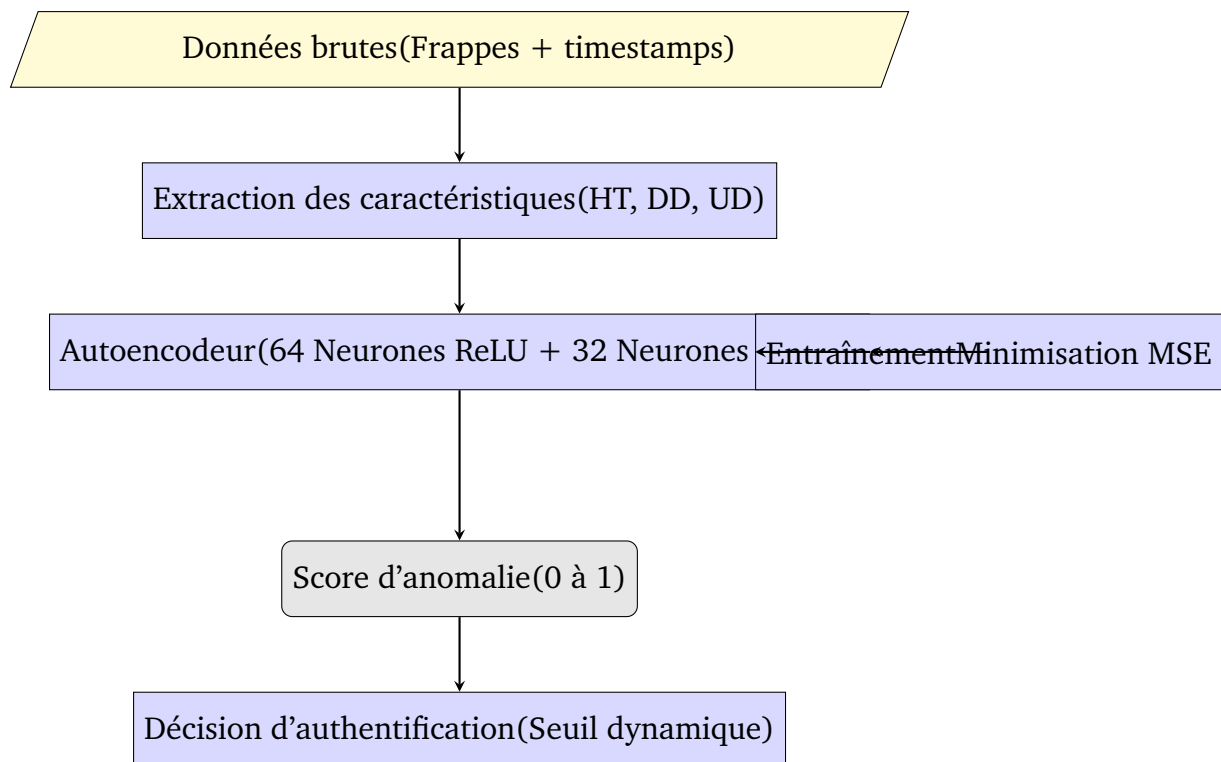 Données brutes(Frappes + timestamps)
Extraction des caractéristiques(HT, DD, UD)
Autoencodeur(64 Neurones ReLU + 32 Neurones
EntraînementMinimisation MSE
Score d'anomalie(0 à 1)
Décision d'authentification(Seuil dynamique)